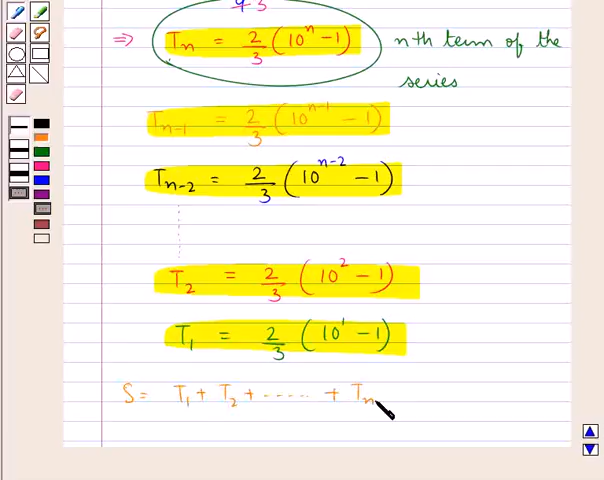 9 3
⇒ Tn = 2/3 (10^n − 1) nth term of the
series
Tn-1 = 2/3 (10^n-1 − 1)
Tn-2 = 2/3 (10^n-2 − 1)
T2 = 2/3 (10^2 − 1)
T1 = 2/3 (10^1 − 1)
S = T1 + T2 + ..... + Tn